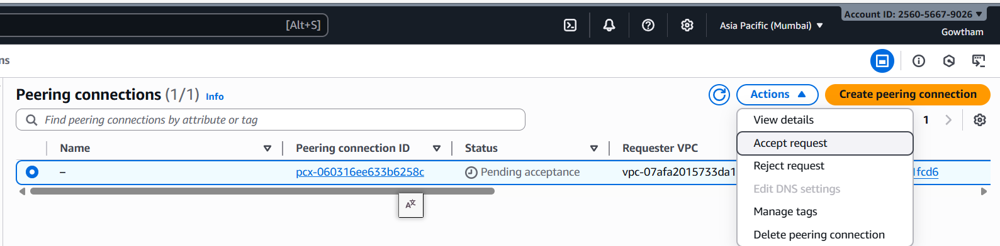 [Alt+S]
Asia Pacific (Mumbai)
Account ID: 2560-5667-9026
Gowtham
ns
Peering connections (1/1) Info
Actions
Create peering connection
Find peering connections by attribute or tag
1
View details
Accept request
Reject request
Edit DNS settings
Manage tags
Delete peering connection
Name
Peering connection ID
Status
Requester VPC
–
pcx-060316ee633b6258c
Pending acceptance
vpc-07afa2015733da1
fcd6